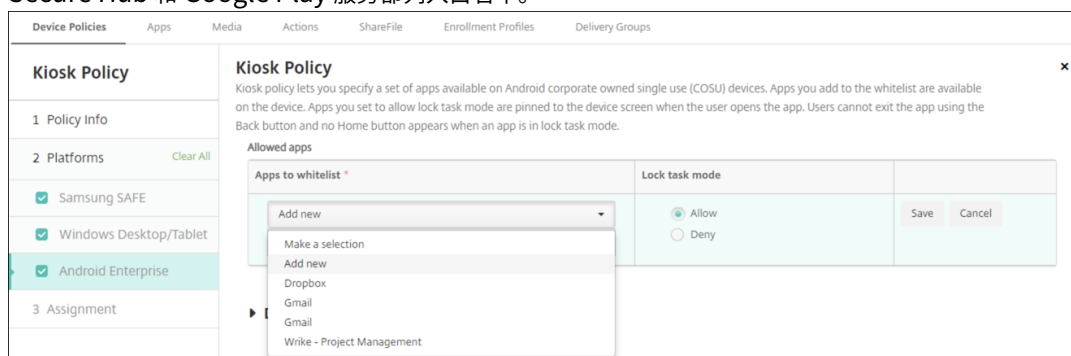 Secure Hub 和 Google Play 服务都列入白名单。
Device Policies Apps Media Actions ShareFile Enrollment Profiles Delivery Groups
Kiosk Policy
1 Policy Info
2 Platforms Clear All
Samsung SAFE
Windows Desktop/Tablet
Android Enterprise
3 Assignment
Kiosk Policy ×
Kiosk policy lets you specify a set of apps available on Android corporate owned single use (COSU) devices. Apps you add to the whitelist are available
on the device. Apps you set to allow lock task mode are pinned to the device screen when the user opens the app. Users cannot exit the app using the
Back button and no Home button appears when an app is in lock task mode.
Allowed apps
Apps to whitelist * Lock task mode
Add new Allow Save Cancel
Deny
Make a selection
Add new
Dropbox
Gmail
Gmail
Wrike - Project Management